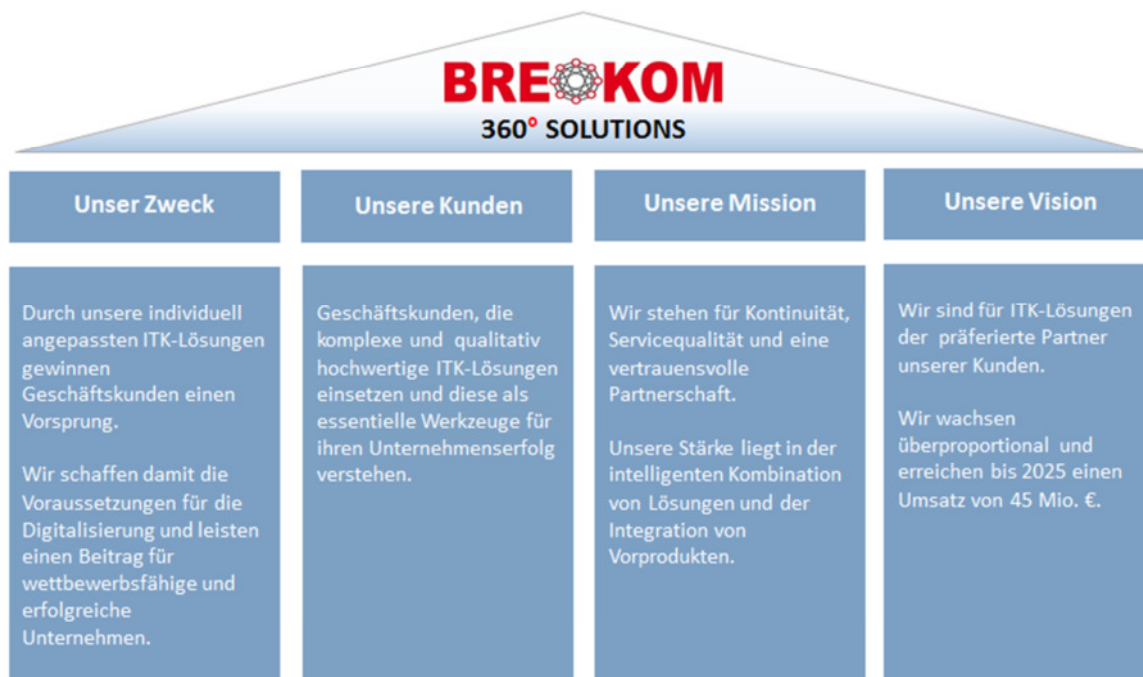 BREKOM
360° SOLUTIONS
Unser Zweck
Durch unsere individuell
angepassten ITK-Lösungen
gewinnen
Geschäftskunden einen
Vorsprung.
Wir schaffen damit die
Voraussetzungen für die
Digitalisierung und leisten
einen Beitrag für
wettbewerbsfähige und
erfolgreiche
Unternehmen.
Unsere Kunden
Geschäftskunden, die
komplexe und qualitativ
hochwertige ITK-Lösungen
einsetzen und diese als
essentielle Werkzeuge für
ihren Unternehmenserfolg
verstehen.
Unsere Mission
Wir stehen für Kontinuität,
Servicequalität und eine
vertrauensvolle
Partnerschaft.
Unsere Stärke liegt in der
intelligenten Kombination
von Lösungen und der
Integration von
Vorprodukten.
Unsere Vision
Wir sind für ITK-Lösungen
der präferierte Partner
unserer Kunden.
Wir wachsen
überproportional und
erreichen bis 2025 einen
Umsatz von 45 Mio. €.